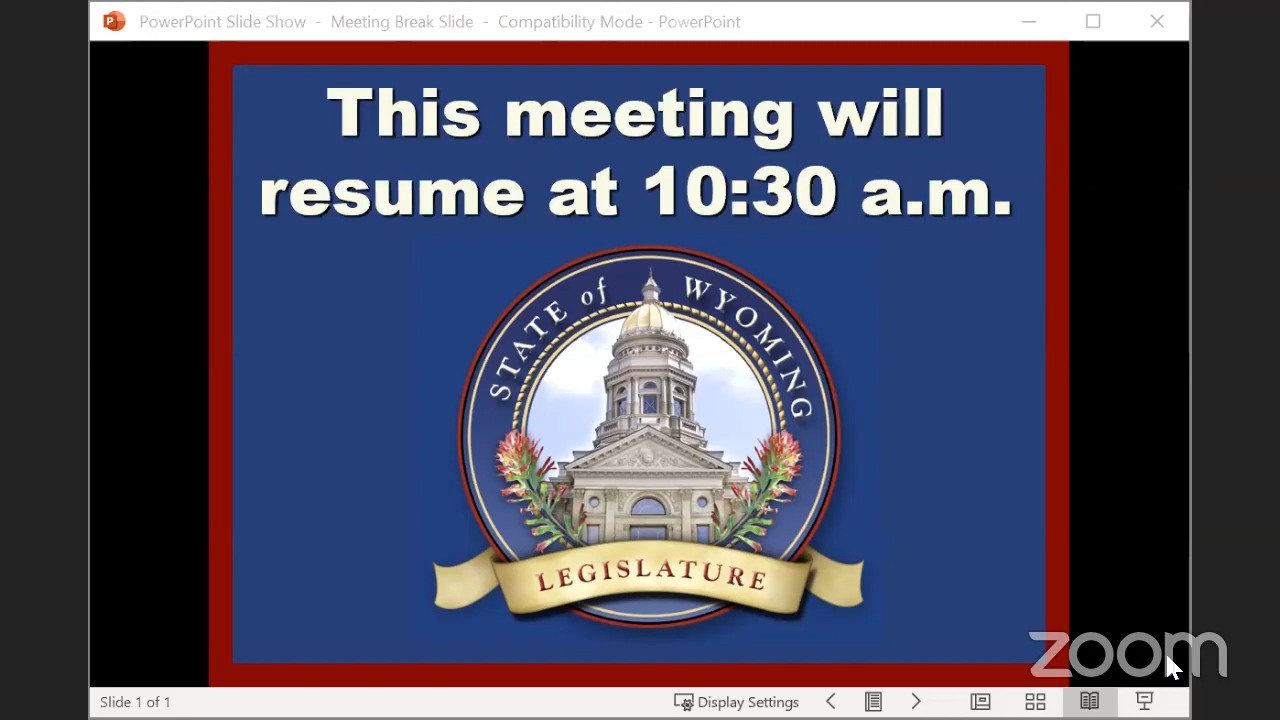 PowerPoint Slide Show - Meeting Break Slide - Compatibility Mode - PowerPoint
This meeting will
resume at 10:30 a.m.
STATE of WYOMING
LEGISLATURE
zoom
Slide 1 of 1
Display Settings